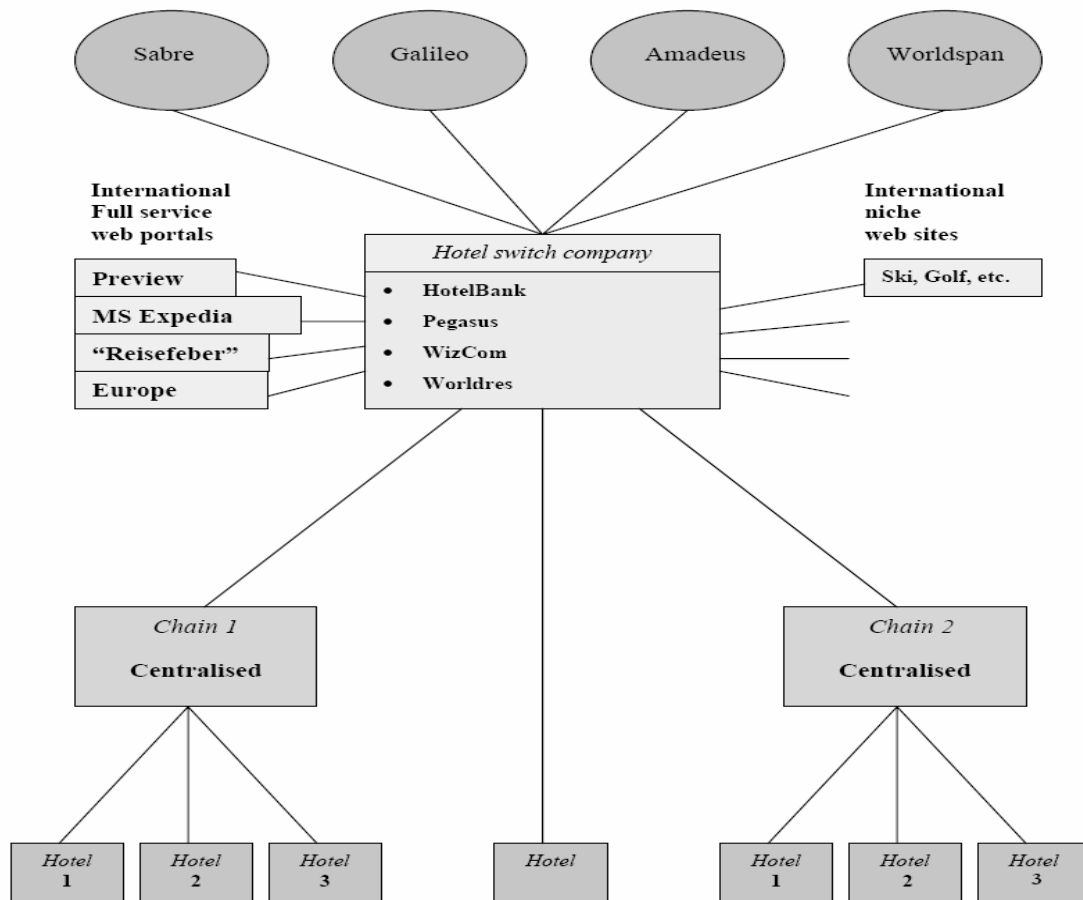 Sabre
Galileo
Amadeus
Worldspan
International
Full service
web portals
International
niche
web sites
Hotel switch company
• HotelBank
• Pegasus
• WizCom
• Worldres
Preview
MS Expedia
“Reisefeber”
Europe
Ski, Golf, etc.
Chain 1
Centralised
Chain 2
Centralised
Hotel
1
Hotel
2
Hotel
3
Hotel
Hotel
1
Hotel
2
Hotel
3